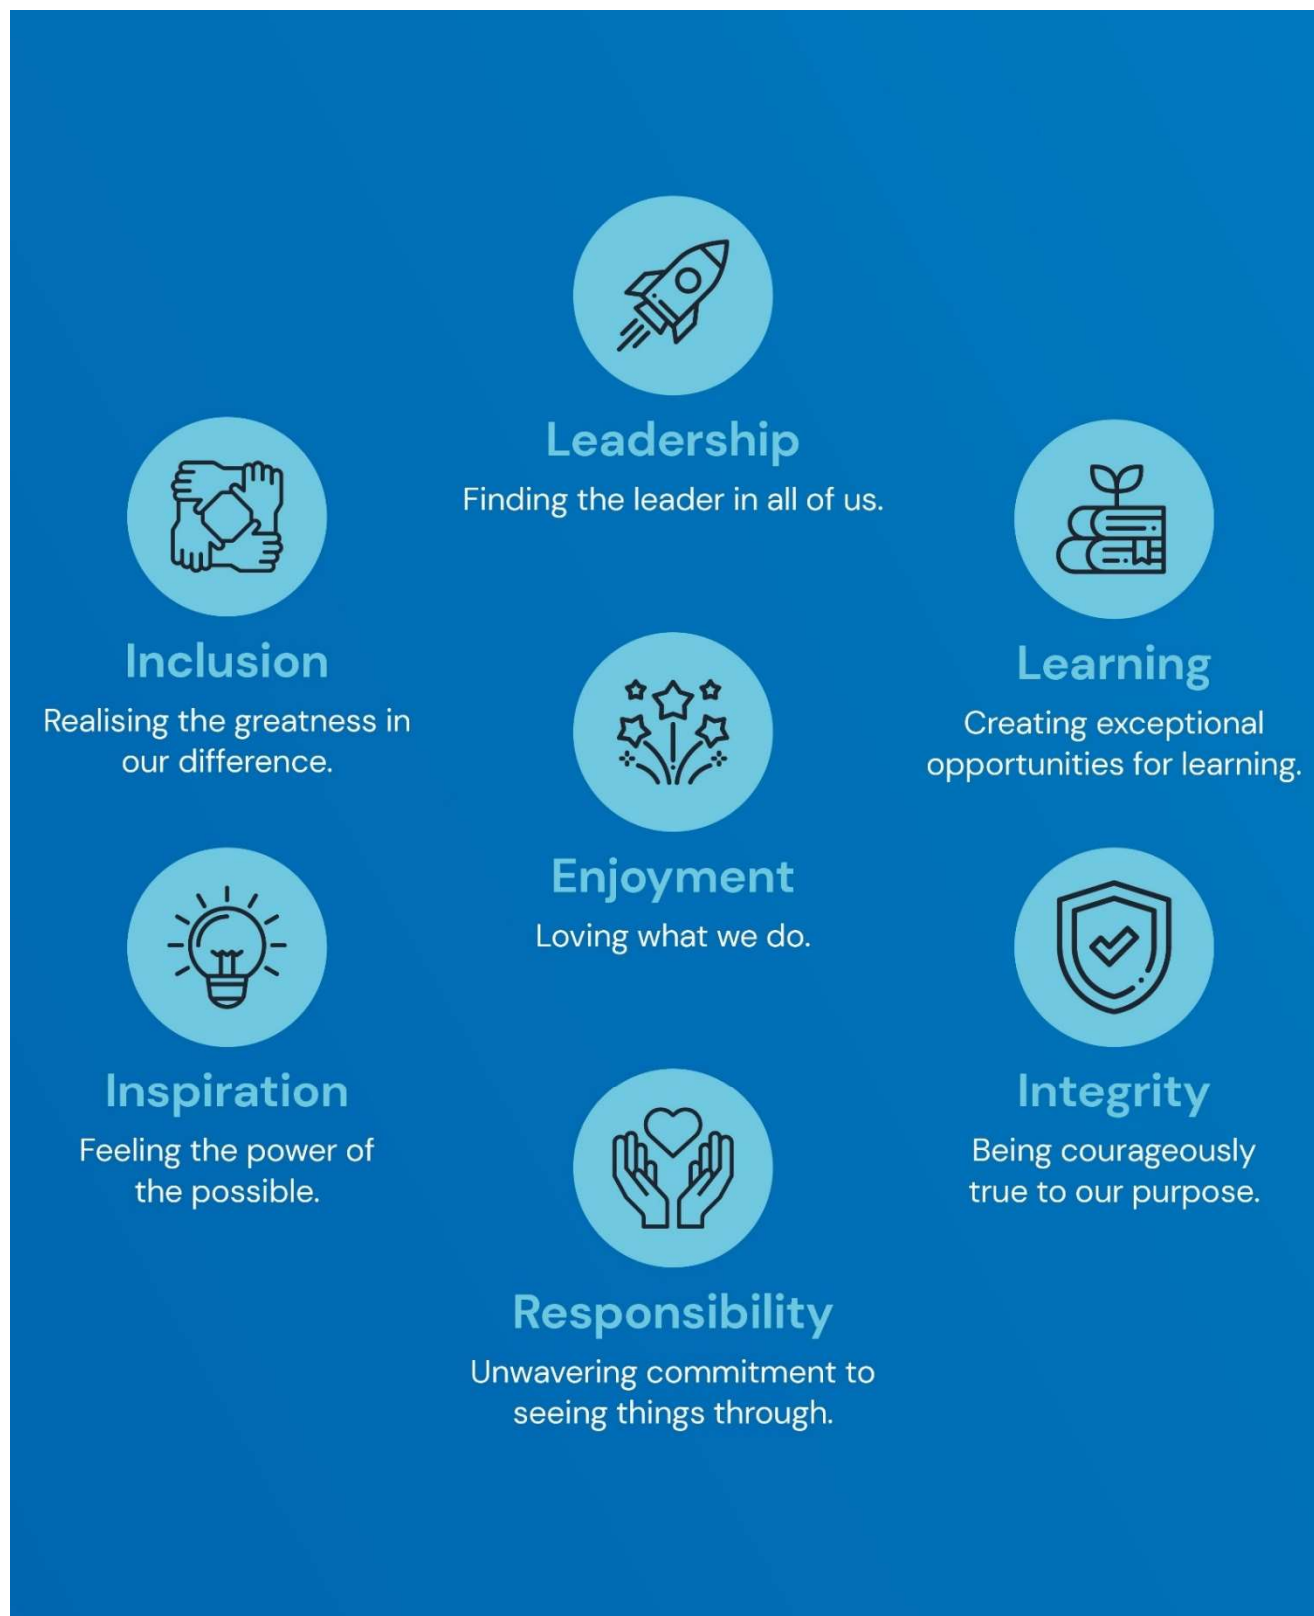 Leadership
Finding the leader in all of us.
Inclusion
Realising the greatness in
our difference.
Learning
Creating exceptional
opportunities for learning.
Enjoyment
Loving what we do.
Inspiration
Feeling the power of
the possible.
Integrity
Being courageously
true to our purpose.
Responsibility
Unwavering commitment to
seeing things through.